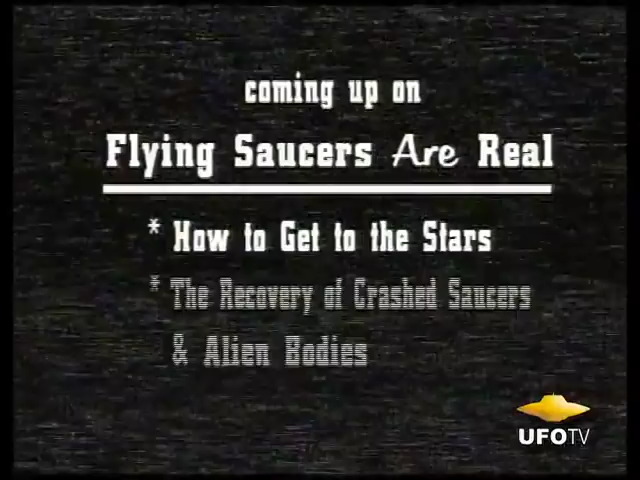 coming up on
Flying Saucers Are Real
* How to Get to the Stars
* The Recovery of Crashed Saucers
& Alien Bodies
UFOTV